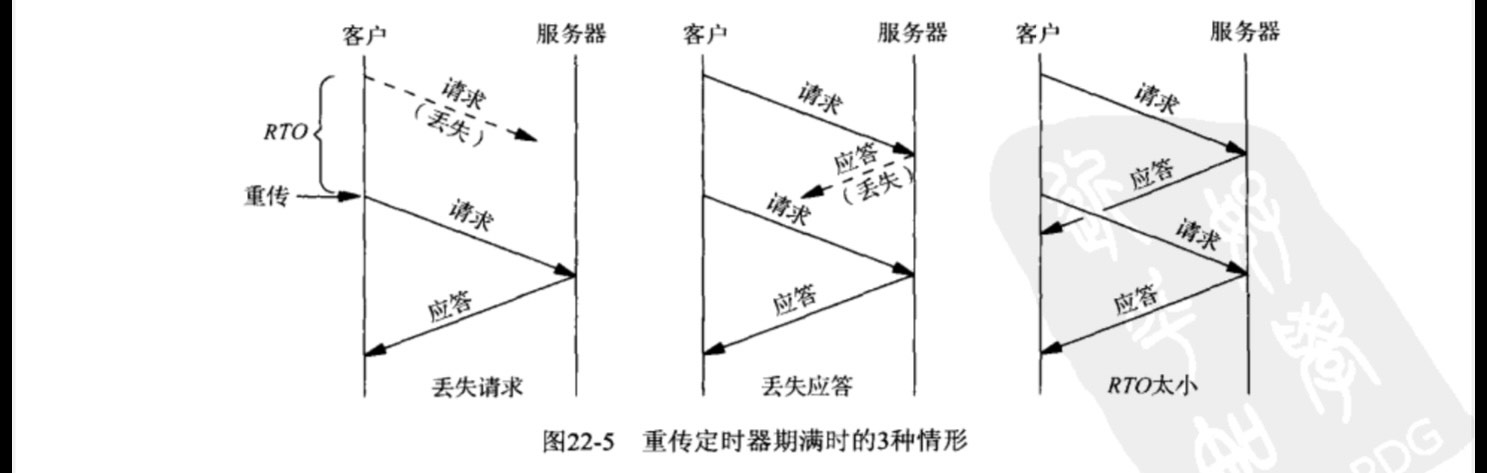 客户 服务器 客户 服务器 客户 服务器
请求
(丢失)
RTO
重传
请求
应答
丢失请求
请求
应答
(丢失)
请求
应答
丢失应答
请求
应答
请求
应答
RTO太小
图22-5 重传定时器期满时的3种情形
PDG